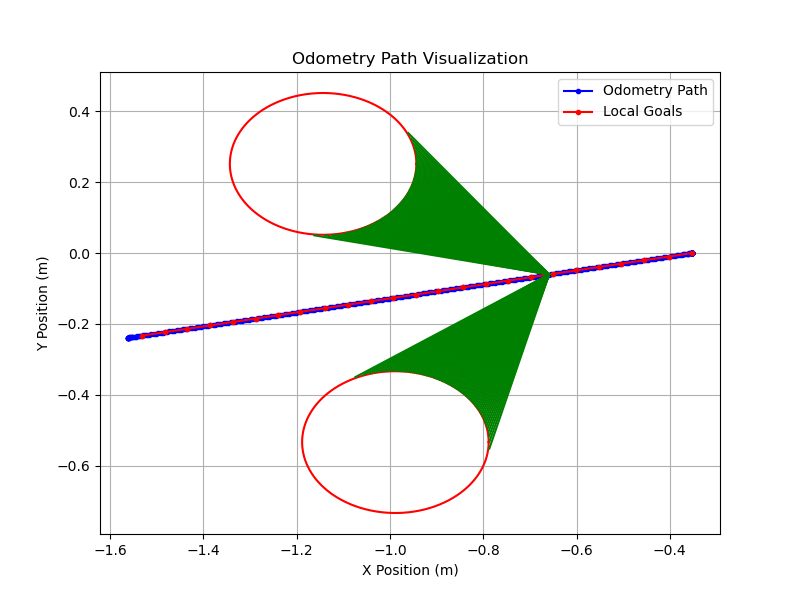 Odometry Path Visualization
Odometry Path
Local Goals
0.4
0.2
0.0
−0.2
−0.4
−0.6
Y Position (m)
−1.6 −1.4 −1.2 −1.0 −0.8 −0.6 −0.4
X Position (m)